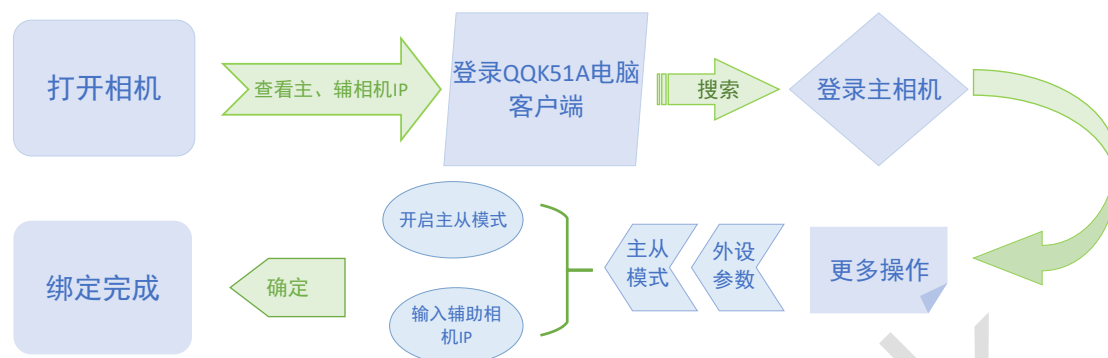 打开相机
查看主、辅相机IP
登录QQK51A电脑
客户端
搜索
登录主相机
更多操作
外设
参数
主从
模式
开启主从模式
输入辅助相
机IP
确定
绑定完成